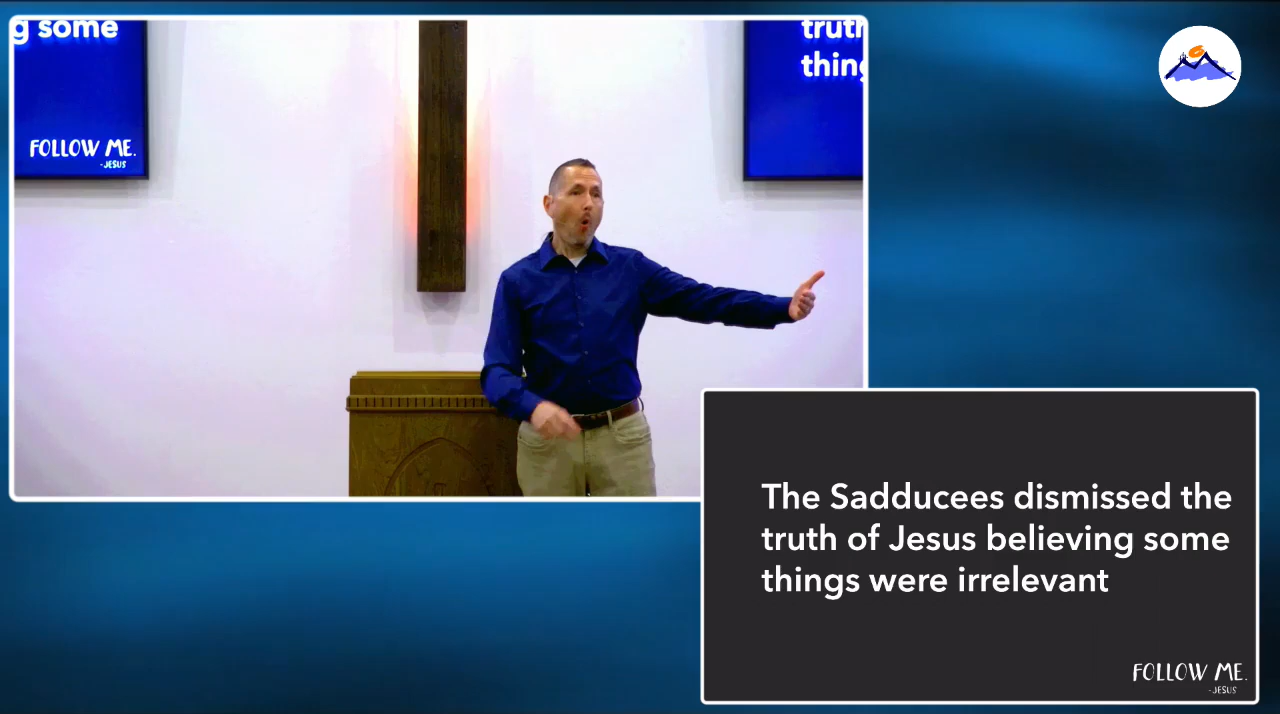 g some
FOLLOW ME.
-JESUS
truth
thing
The Sadducees dismissed the
truth of Jesus believing some
things were irrelevant
FOLLOW ME.
-JESUS